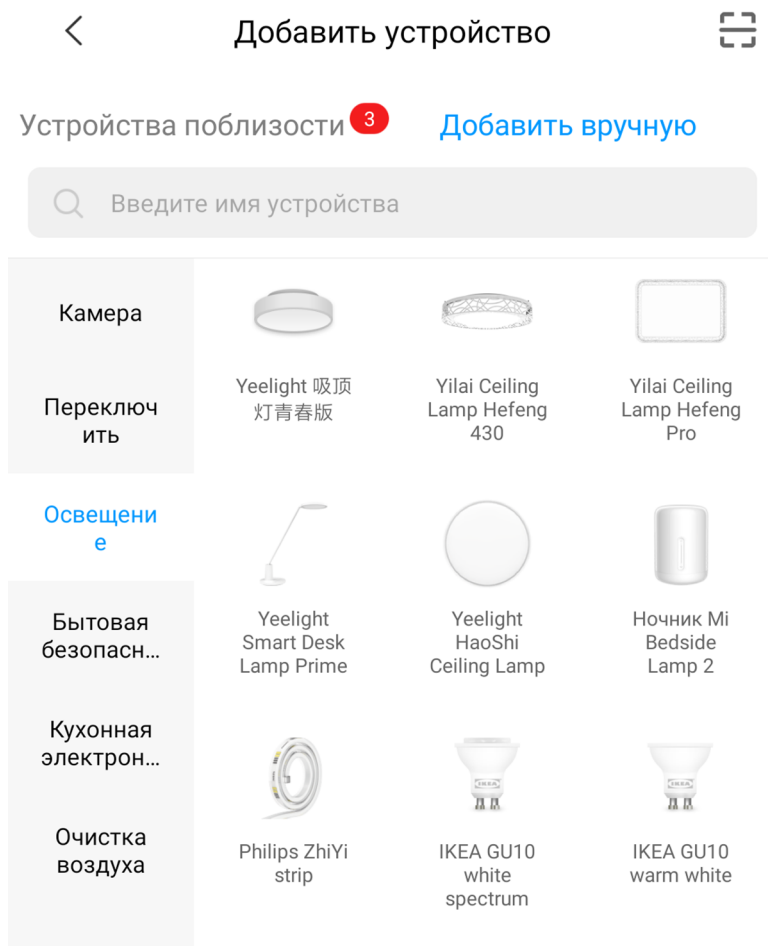 Добавить устройство
Устройства поблизости 3
Добавить вручную
Введите имя устройства
Камера
Переключ
ить
Освещени
е
Бытовая
безопасн...
Кухонная
электрон...
Очистка
воздуха
Yeelight 吸顶
灯青春版
Yilai Ceiling
Lamp Hefeng
430
Yilai Ceiling
Lamp Hefeng
Pro
Yeelight
Smart Desk
Lamp Prime
Yeelight
HaoShi
Ceiling Lamp
Ночник Mi
Bedside
Lamp 2
Philips ZhiYi
strip
IKEA
IKEA GU10
white
spectrum
IKEA
IKEA GU10
warm white